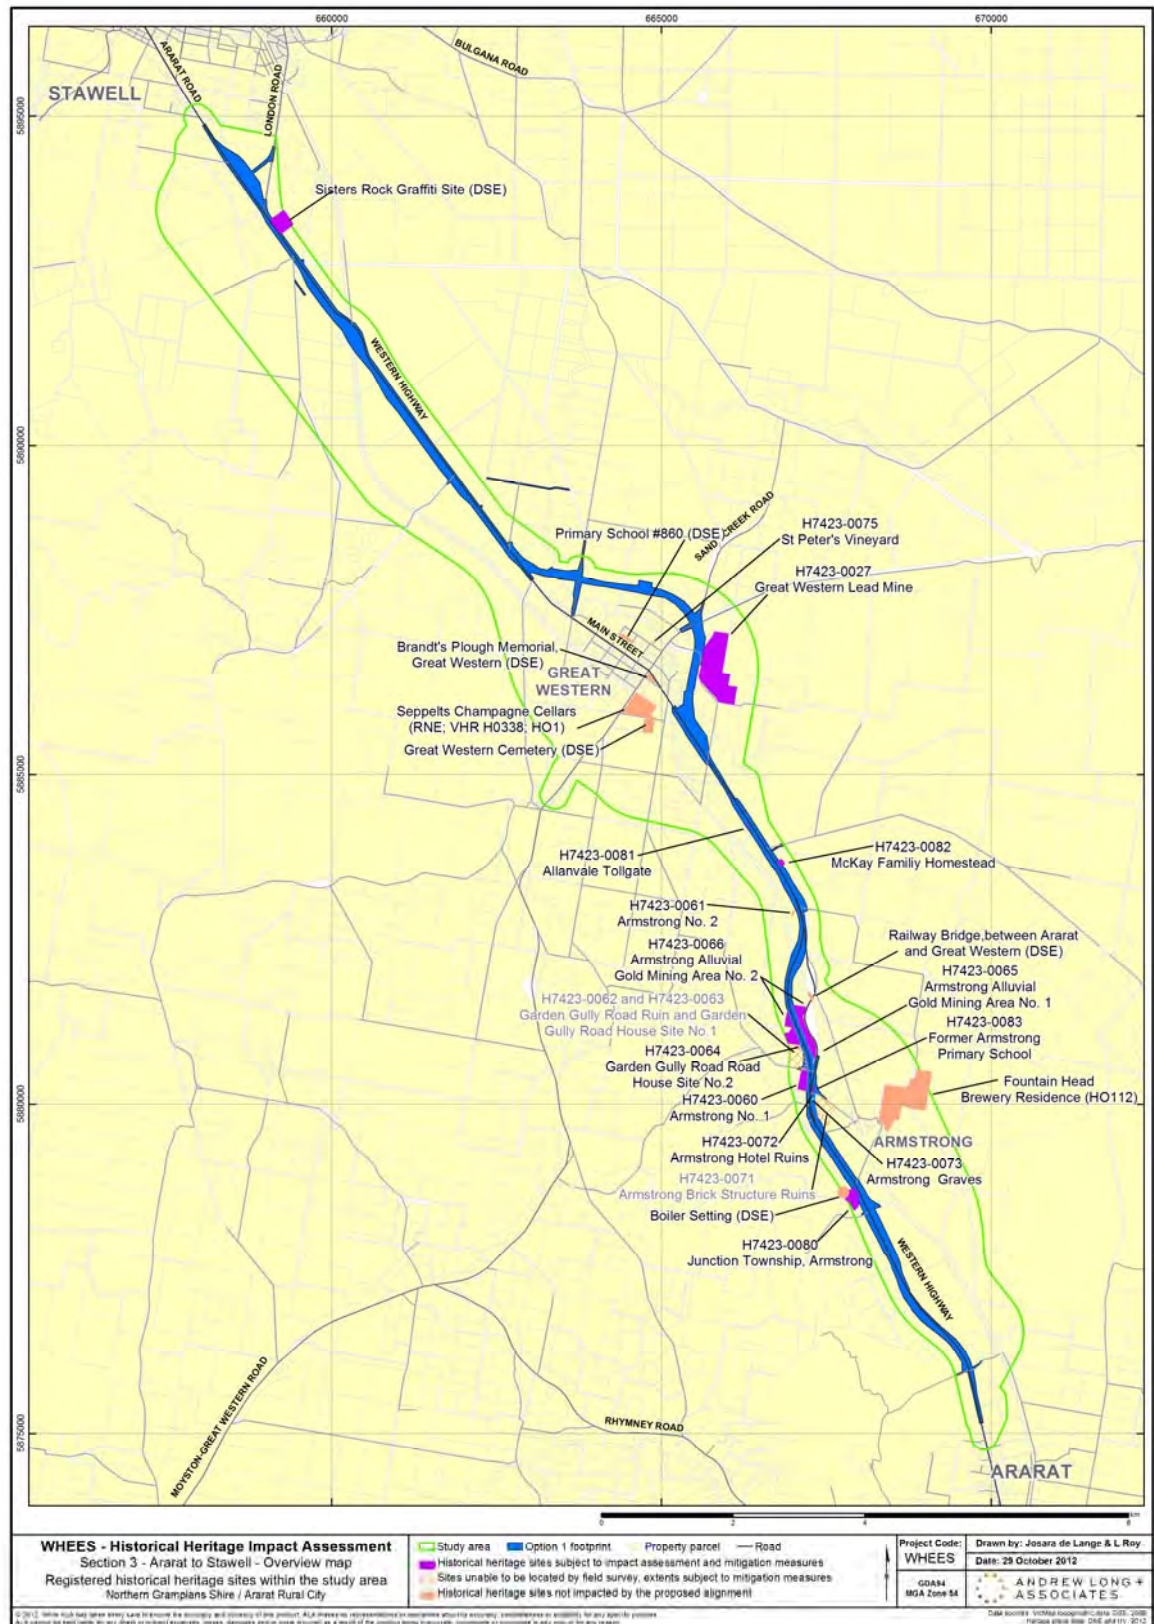 660000
665000
670000
5895000
5890000
5885000
5880000
5875000
STAWELL
ARARAT ROAD
LONDON ROAD
BULGANA ROAD
Sisters Rock Graffiti Site (DSE)
WESTERN HIGHWAY
SANDY CREEK ROAD
Primary School #860 (DSE)
H7423-0075
St Peter's Vineyard
H7423-0027
Great Western Lead Mine
MAIN STREET
Brandt's Plough Memorial,
Great Western (DSE)
GREAT
WESTERN
Seppelts Champagne Cellars
(RNE; VHR H0338; HO1)
Great Western Cemetery (DSE)
H7423-0081
Allanvale Tollgate
H7423-0082
McKay Familiy Homestead
H7423-0061
Armstrong No. 2
H7423-0066
Armstrong Alluvial
Gold Mining Area No. 2
Railway Bridge,between Ararat
and Great Western (DSE)
H7423-0065
Armstrong Alluvial
Gold Mining Area No. 1
H7423-0062 and H7423-0063
Garden Gully Road Ruin and Garden
Gully Road House Site No.1
H7423-0083
Former Armstrong
Primary School
H7423-0064
Garden Gully Road Road
House Site No.2
Fountain Head
Brewery Residence (HO112)
H7423-0060
Armstrong No. 1
ARMSTRONG
H7423-0072
Armstrong Hotel Ruins
H7423-0073
Armstrong Graves
H7423-0071
Armstrong Brick Structure Ruins
Boiler Setting (DSE)
H7423-0080
Junction Township, Armstrong
WESTERN HIGHWAY
MOYSTON-GREAT WESTERN ROAD
RHYMNEY ROAD
ARARAT
0 2 4 8
km
WHEES - Historical Heritage Impact Assessment
Section 3 - Ararat to Stawell - Overview map
Registered historical heritage sites within the study area
Northern Grampians Shire / Ararat Rural City
Study area Option 1 footprint Property parcel Road
Historical heritage sites subject to impact assessment and mitigation measures
Sites unable to be located by field survey, extents subject to mitigation measures
Historical heritage sites not impacted by the proposed alignment
Project Code:
WHEES
GDA94
MGA Zone 54
Drawn by: Josara de Lange & L Roy
Date: 29 October 2012
ANDREW LONG +
ASSOCIATES